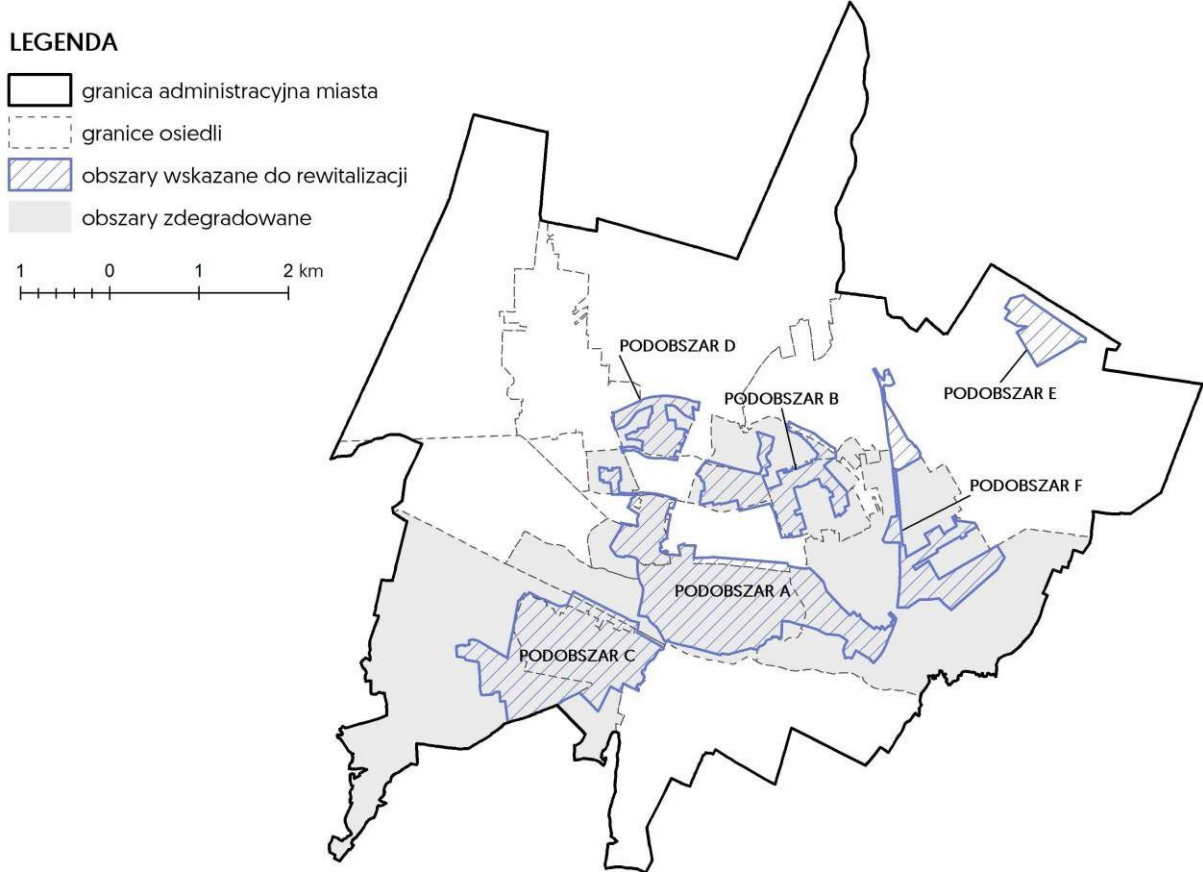 LEGENDA
granica administracyjna miasta
granice osiedli
obszary wskazane do rewitalizacji
obszary zdegradowane
1 0 1 2 km
PODOBSZAR D
PODOBSZAR B
PODOBSZAR E
PODOBSZAR F
PODOBSZAR A
PODOBSZAR C